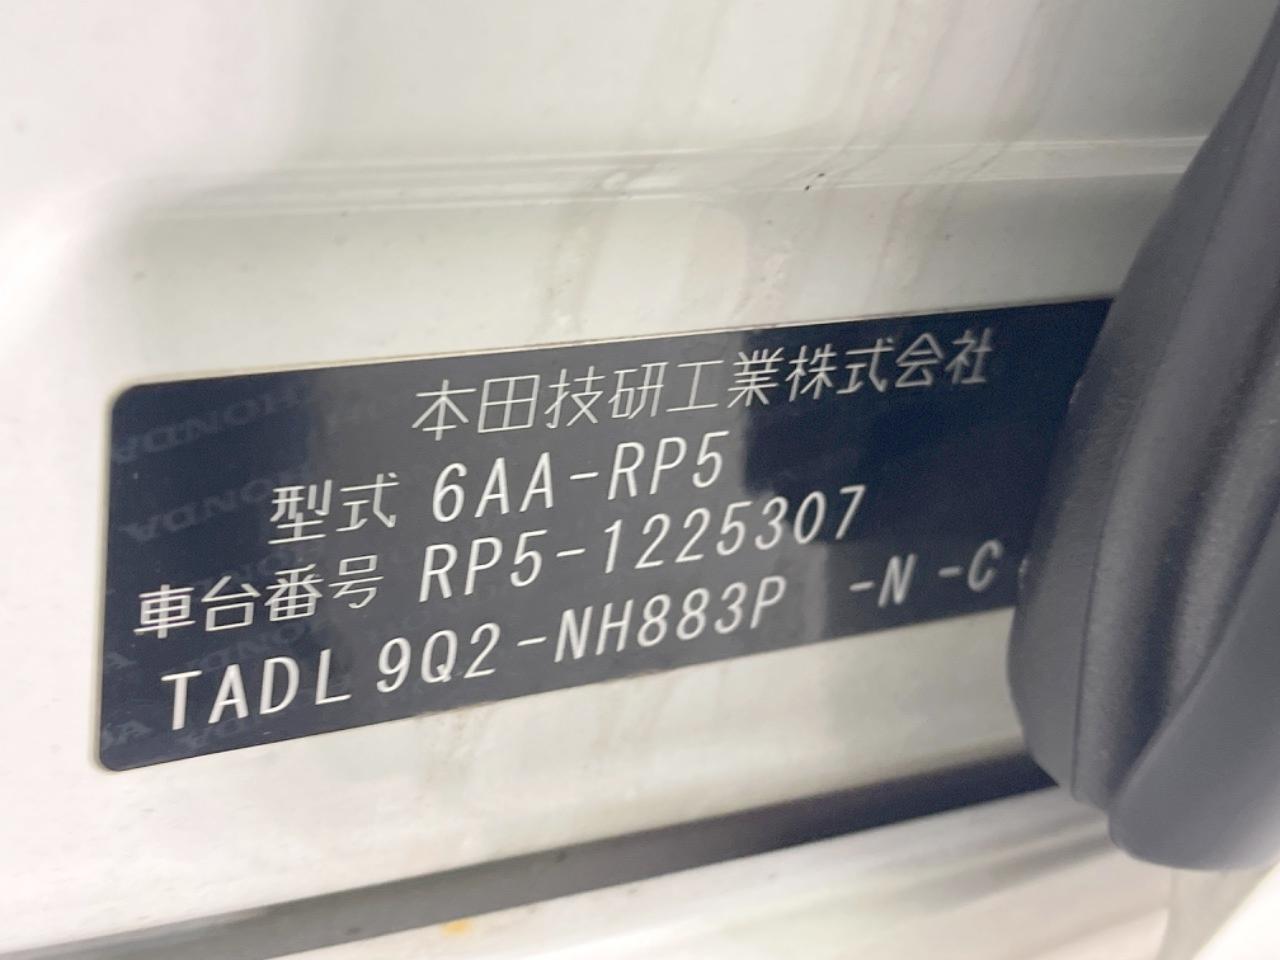 本田技研工業株式会社
型式 6AA-RP5
車台番号 RP5-1225307
TADL 9Q2-NH883P -N -C